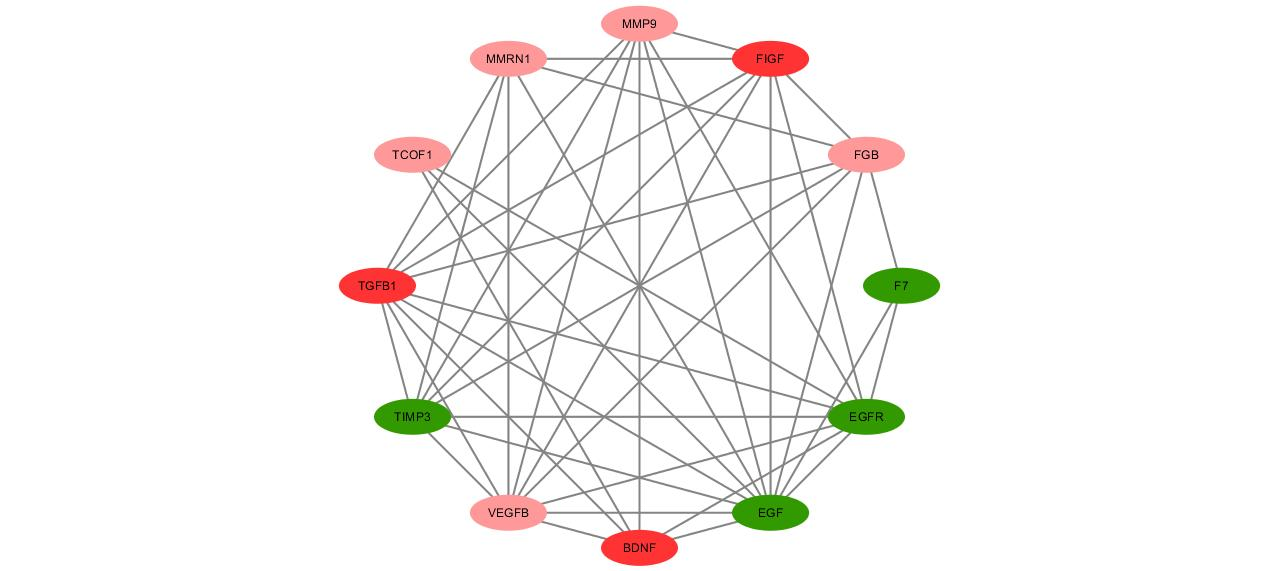 MMP9
MMRN1
FIGF
TCOF1
FGB
TGFB1
F7
TIMP3
EGFR
VEGFB
EGF
BDNF